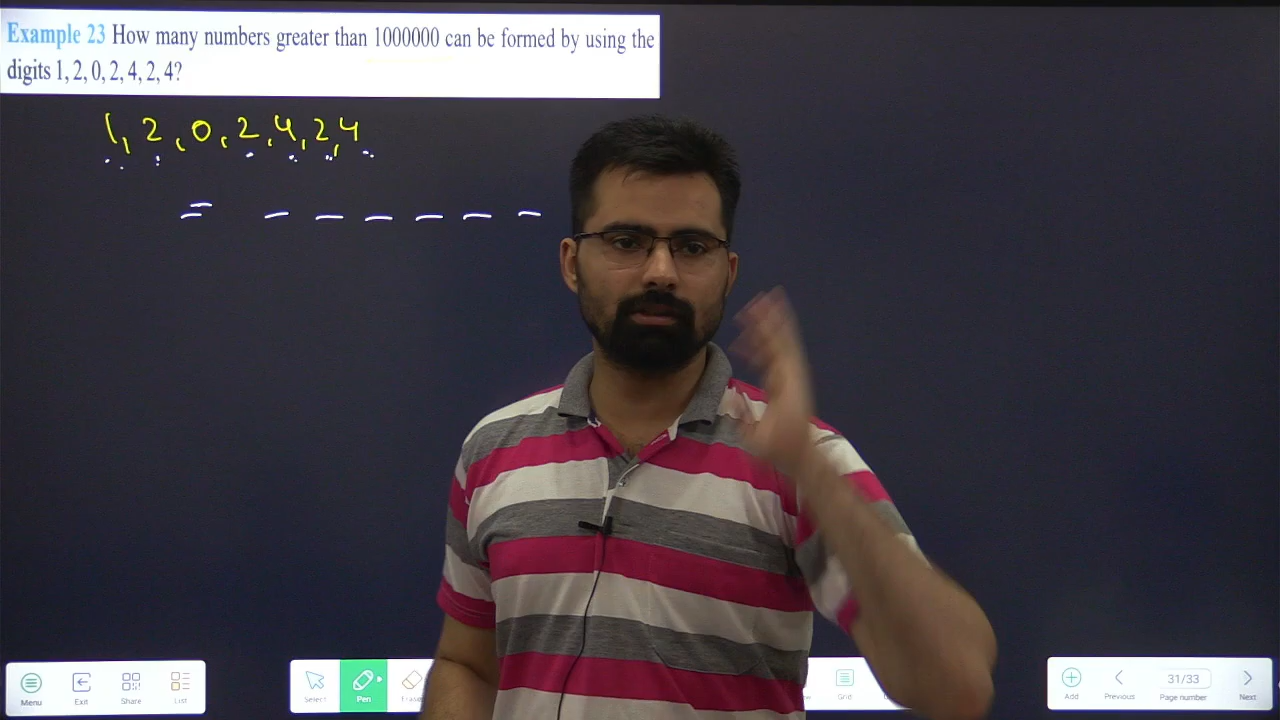 Example 23 How many numbers greater than 1000000 can be formed by using the
digits 1, 2, 0, 2, 4, 2, 4?
1, 2, 0, 2, 4, 2, 4
Menu Exit Share List Select Pen Grid Add Previous 31/33 Page number Next